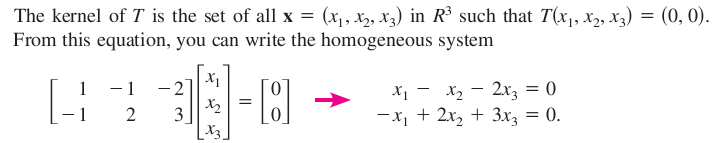 The kernel of T is the set of all x = (x₁, x₂, x₃) in R³ such that T(x₁, x₂, x₃) = (0, 0).
From this equation, you can write the homogeneous system
[1 −1 −2] [x₁] [0] x₁ − x₂ − 2x₃ = 0
[−1 2 3] [x₂] = [0] → −x₁ + 2x₂ + 3x₃ = 0.
[x₃]